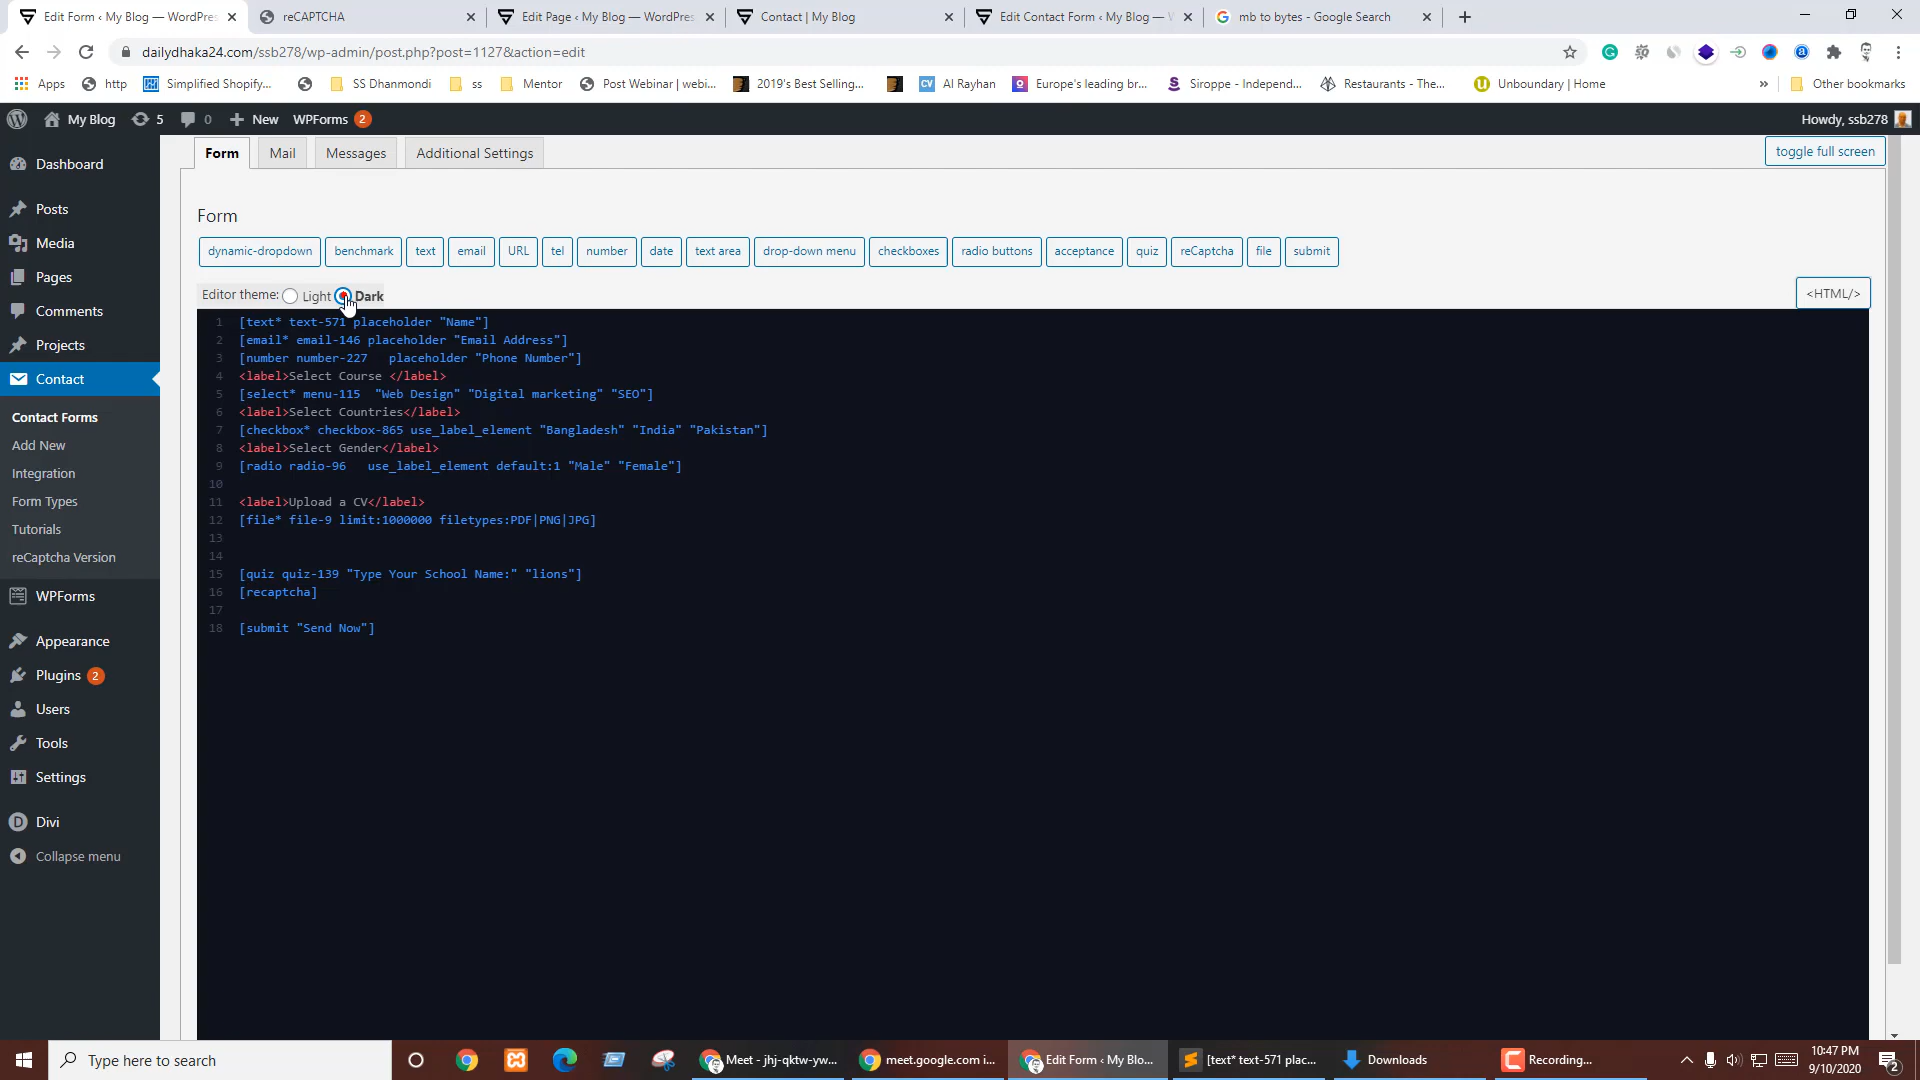 Edit Form ‹ My Blog — WordPres
reCAPTCHA
Edit Page ‹ My Blog — WordPres
Contact | My Blog
Edit Contact Form ‹ My Blog —
mb to bytes - Google Search
dailydhaka24.com/ssb278/wp-admin/post.php?post=1127&action=edit
Apps
http
Simplified Shopify...
SS Dhanmondi
ss
Mentor
Post Webinar (webi...
2019's Best Selling...
CV
Al Rayhan
Europe's leading br...
Siroppe - Independ...
Restaurants - The...
Unboundary | Home
»
Other bookmarks
My Blog
5
0
New
WPForms 2
Howdy, ssb278
Dashboard
Posts
Media
Pages
Comments
Projects
Contact
Contact Forms
Add New
Integration
Form Types
Tutorials
reCaptcha Version
WPForms
Appearance
Plugins 2
Users
Tools
Settings
Divi
Collapse menu
Form
Mail
Messages
Additional Settings
toggle full screen
Form
dynamic-dropdown
benchmark
text
email
URL
tel
number
date
text area
drop-down menu
checkboxes
radio buttons
acceptance
quiz
reCaptcha
file
submit
Editor theme: Light Dark
<HTML/>
1 [text* text-571 placeholder "Name"]
2 [email* email-146 placeholder "Email Address"]
3 [number number-227   placeholder "Phone Number"]
4 <label>Select Course </label>
5 [select* menu-115  "Web Design" "Digital marketing" "SEO"]
6 <label>Select Countries</label>
7 [checkbox* checkbox-865 use_label_element "Bangladesh" "India" "Pakistan"]
8 <label>Select Gender</label>
9 [radio radio-96   use_label_element default:1 "Male" "Female"]
10
11 <label>Upload a CV</label>
12 [file* file-9 limit:1000000 filetypes:PDF|PNG|JPG]
13
14
15 [quiz quiz-139 "Type Your School Name:" "lions"]
16 [recaptcha]
17
18 [submit "Send Now"]
Type here to search
Meet - jhj-qktw-yw...
meet.google.com i...
Edit Form ‹ My Blo...
[text* text-571 plac...
Downloads
Recording...
10:47 PM
9/10/2020
2